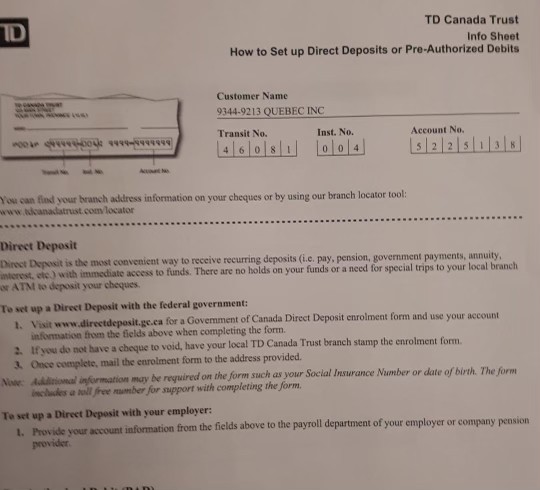 TD
TD Canada Trust
Info Sheet
How to Set up Direct Deposits or Pre-Authorized Debits
Customer Name
9344-9213 QUEBEC INC
Transit No. Inst. No. Account No.
4 6 0 8 1 0 0 4 5 2 2 5 1 3 8
Transit No. Inst. No. Account No.
You can find your branch address information on your cheques or by using our branch locator tool:
www.tdcanadatrust.com/locator
Direct Deposit
Direct Deposit is the most convenient way to receive recurring deposits (i.e. pay, pension, government payments, annuity,
interest, etc.) with immediate access to funds. There are no holds on your funds or a need for special trips to your local branch
or ATM to deposit your cheques.
To set up a Direct Deposit with the federal government:
1. Visit www.directdeposit.gc.ca for a Government of Canada Direct Deposit enrolment form and use your account
information from the fields above when completing the form.
2. If you do not have a cheque to void, have your local TD Canada Trust branch stamp the enrolment form.
3. Once complete, mail the enrolment form to the address provided.
Note: Additional information may be required on the form such as your Social Insurance Number or date of birth. The form
includes a toll free number for support with completing the form.
To set up a Direct Deposit with your employer:
1. Provide your account information from the fields above to the payroll department of your employer or company pension
provider.